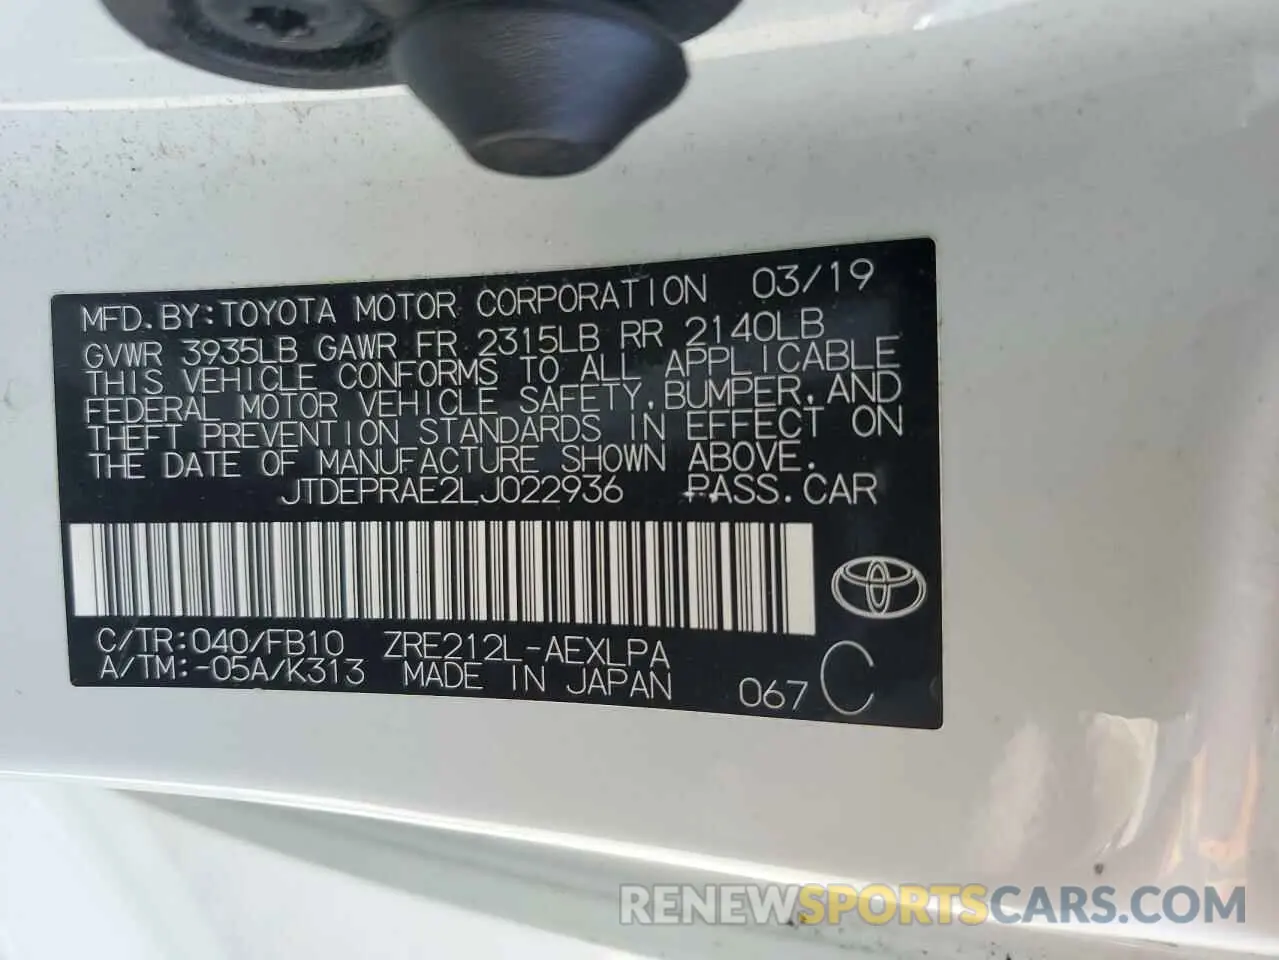 MFD.BY:TOYOTA MOTOR CORPORATION 03/19
GVWR 3935LB GAWR FR 2315LB RR 2140LB
THIS VEHICLE CONFORMS TO ALL APPLICABLE
FEDERAL MOTOR VEHICLE SAFETY,BUMPER,AND
THEFT PREVENTION STANDARDS IN EFFECT ON
THE DATE OF MANUFACTURE SHOWN ABOVE.
JTDEPRAE2LJ022936 PASS.CAR
C/TR:040/FB10 ZRE212L-AEXLPA
A/TM:-05A/K313 MADE IN JAPAN
067 C
RENEWSPORTSCARS.COM